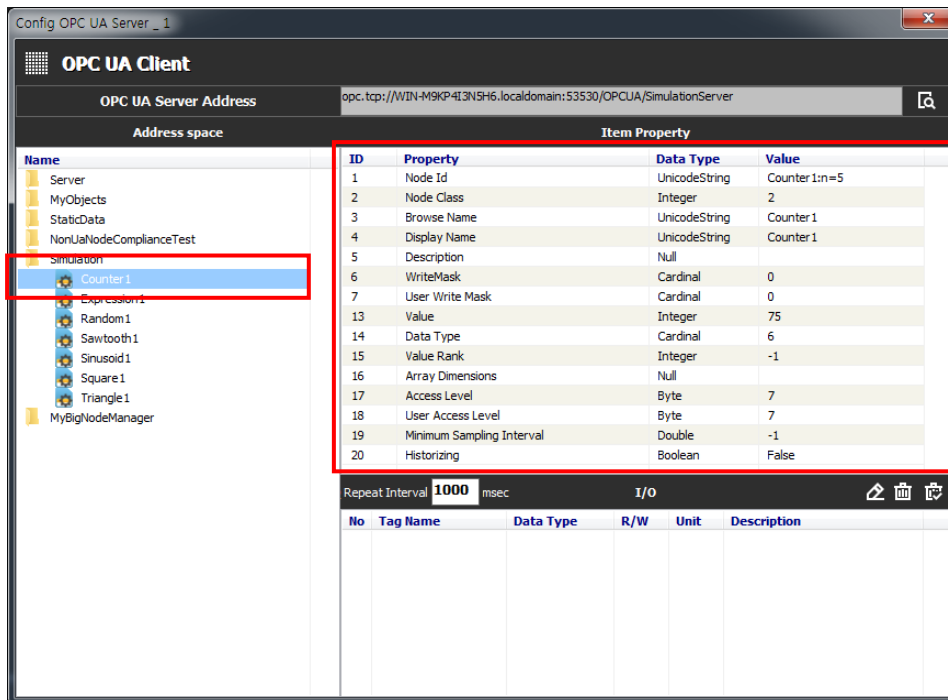 Config OPC UA Server _ 1
OPC UA Client
OPC UA Server Address opc.tcp://WIN-M9KP4I3N5H6.localdomain:53530/OPCUA/SimulationServer
Address space Item Property
Name
Server
MyObjects
StaticData
NonUaNodeComplianceTest
Simulation
Counter1
Expression1
Random1
Sawtooth1
Sinusoid1
Square1
Triangle1
MyBigNodeManager
ID Property Data Type Value
1 Node Id UnicodeString Counter1:n=5
2 Node Class Integer 2
3 Browse Name UnicodeString Counter1
4 Display Name UnicodeString Counter1
5 Description Null
6 WriteMask Cardinal 0
7 User Write Mask Cardinal 0
13 Value Integer 75
14 Data Type Cardinal 6
15 Value Rank Integer -1
16 Array Dimensions Null
17 Access Level Byte 7
18 User Access Level Byte 7
19 Minimum Sampling Interval Double -1
20 Historizing Boolean False
Repeat Interval 1000 msec I/O
No Tag Name Data Type R/W Unit Description